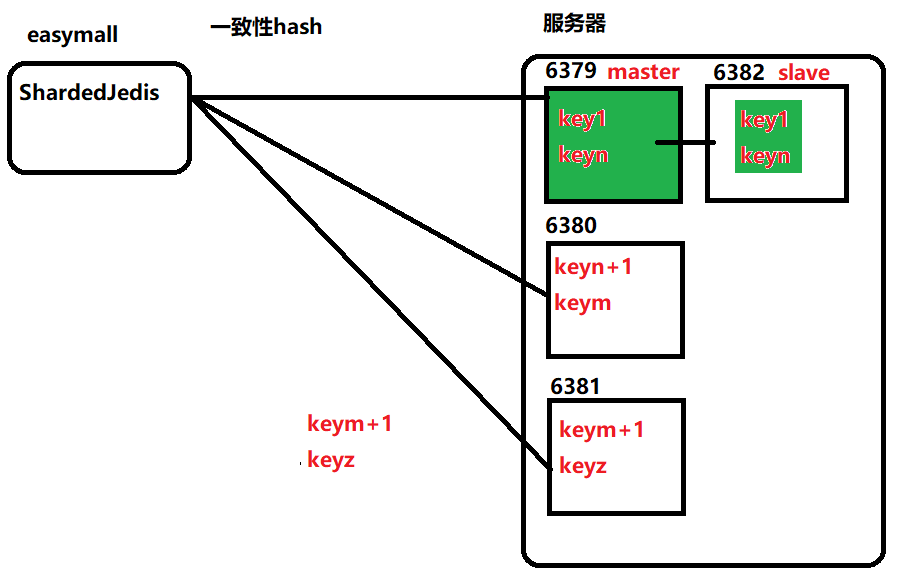 easymall
一致性hash
服务器
ShardedJedis
6379 master
6382 slave
key1
keyn
key1
keyn
6380
keyn+1
keym
6381
keym+1
keyz
keym+1
keyz